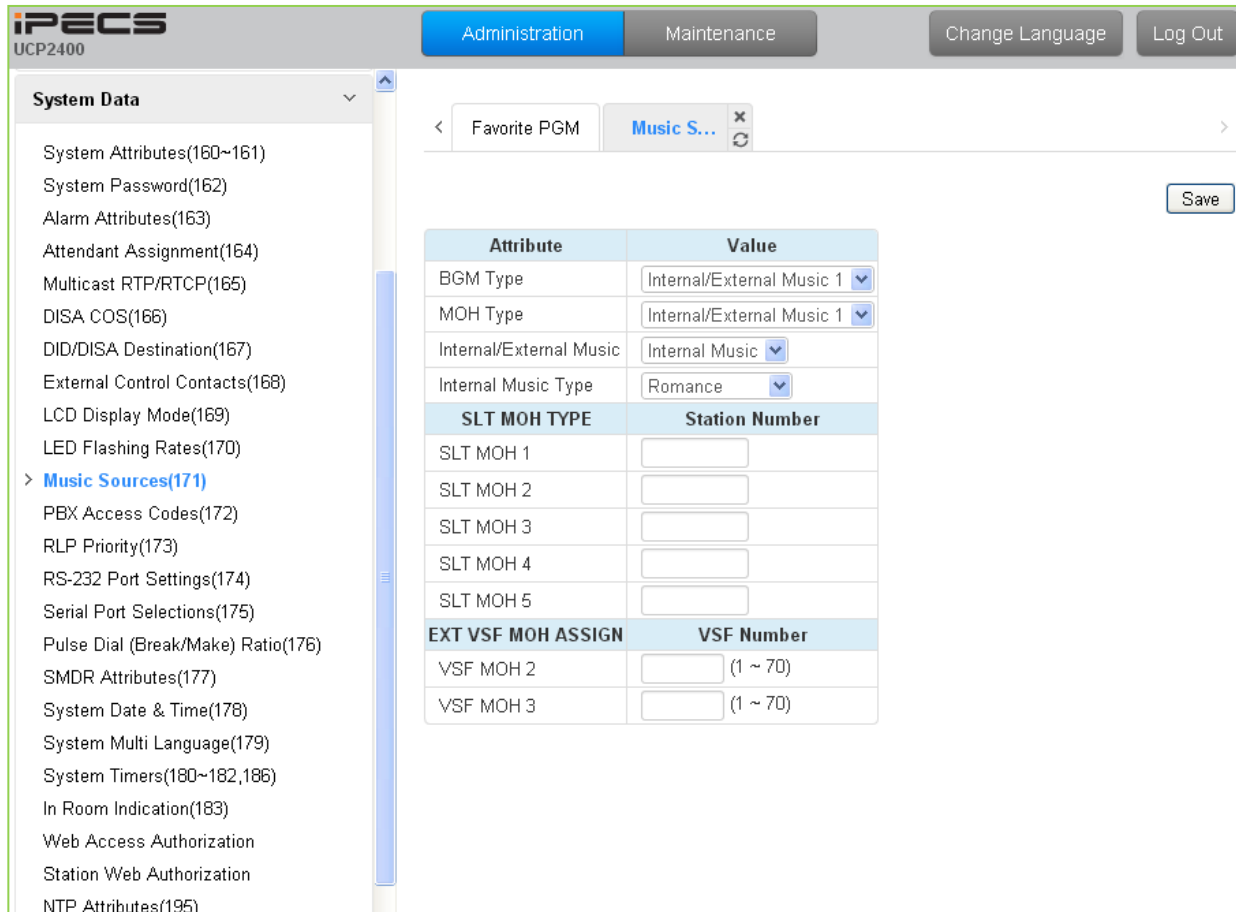 iPECS
UCP2400
Administration
Maintenance
Change Language
Log Out
System Data
System Attributes(160~161)
System Password(162)
Alarm Attributes(163)
Attendant Assignment(164)
Multicast RTP/RTCP(165)
DISA COS(166)
DID/DISA Destination(167)
External Control Contacts(168)
LCD Display Mode(169)
LED Flashing Rates(170)
> Music Sources(171)
PBX Access Codes(172)
RLP Priority(173)
RS-232 Port Settings(174)
Serial Port Selections(175)
Pulse Dial (Break/Make) Ratio(176)
SMDR Attributes(177)
System Date & Time(178)
System Multi Language(179)
System Timers(180~182,186)
In Room Indication(183)
Web Access Authorization
Station Web Authorization
NTP Attributes(195)
Favorite PGM
Music S...
Save
Attribute Value
BGM Type Internal/External Music 1
MOH Type Internal/External Music 1
Internal/External Music Internal Music
Internal Music Type Romance
SLT MOH TYPE Station Number
SLT MOH 1
SLT MOH 2
SLT MOH 3
SLT MOH 4
SLT MOH 5
EXT VSF MOH ASSIGN VSF Number
VSF MOH 2 (1 ~ 70)
VSF MOH 3 (1 ~ 70)